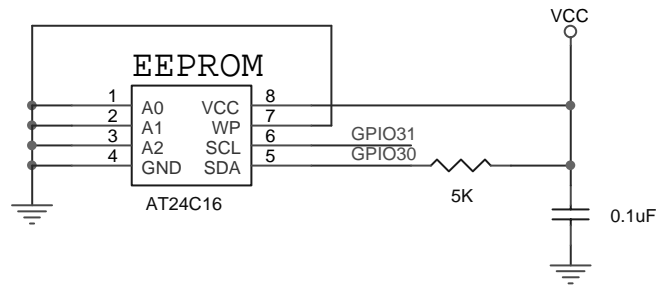 VCC
EEPROM
1 A0 VCC 8
2 A1 WP 7
3 A2 SCL 6 GPIO31
4 GND SDA 5 GPIO30
AT24C16
5K
0.1uF